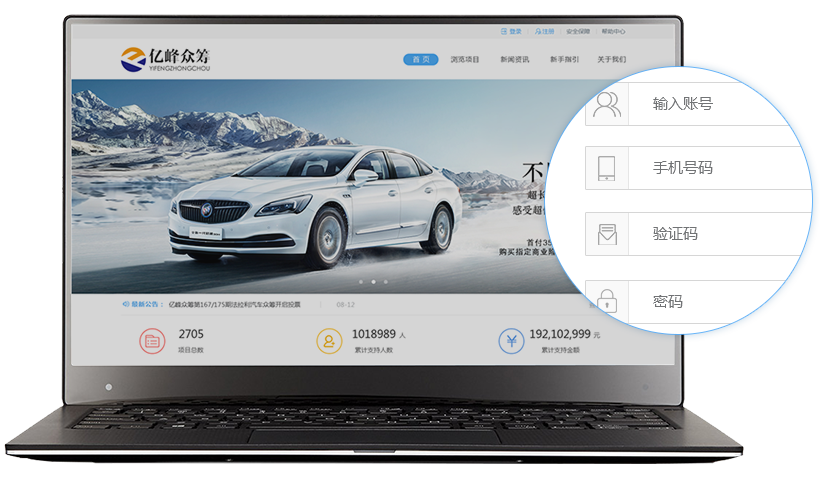 登录 注册 安全保障 帮助中心
亿峰众筹
YIFENGZHONGCHOU
首页 浏览项目 新闻资讯 新手指引 关于我们
不
超长
感受超
首付35
购买指定商业险
最新公告： 亿峰众筹第167/175期法拉利汽车众筹开启投票 08-12
2705
项目总数
1018989 人
累计支持人数
192,102,999 元
累计支持金额
输入账号
手机号码
验证码
密码